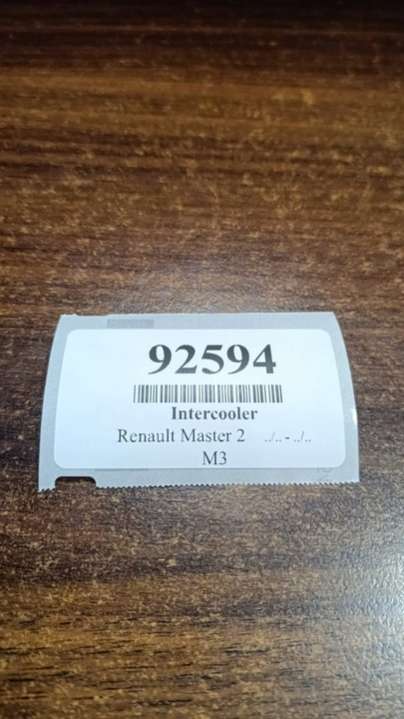 92594
Intercooler
Renault Master 2 ../.. - ../..
M3